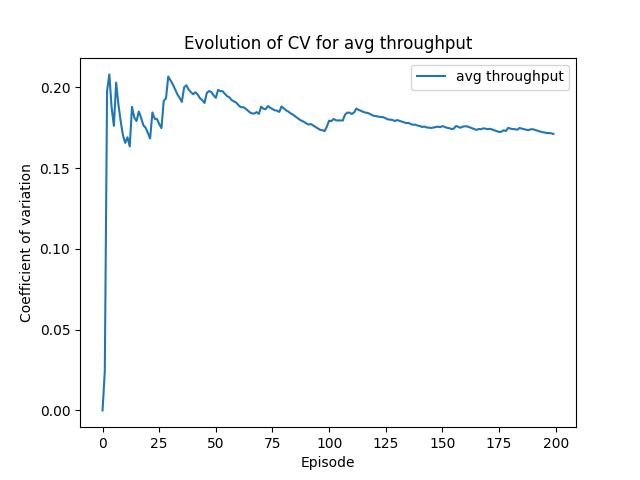 Evolution of CV for avg throughput
avg throughput
0.20
0.15
0.10
0.05
0.00
Coefficient of variation
0 25 50 75 100 125 150 175 200
Episode